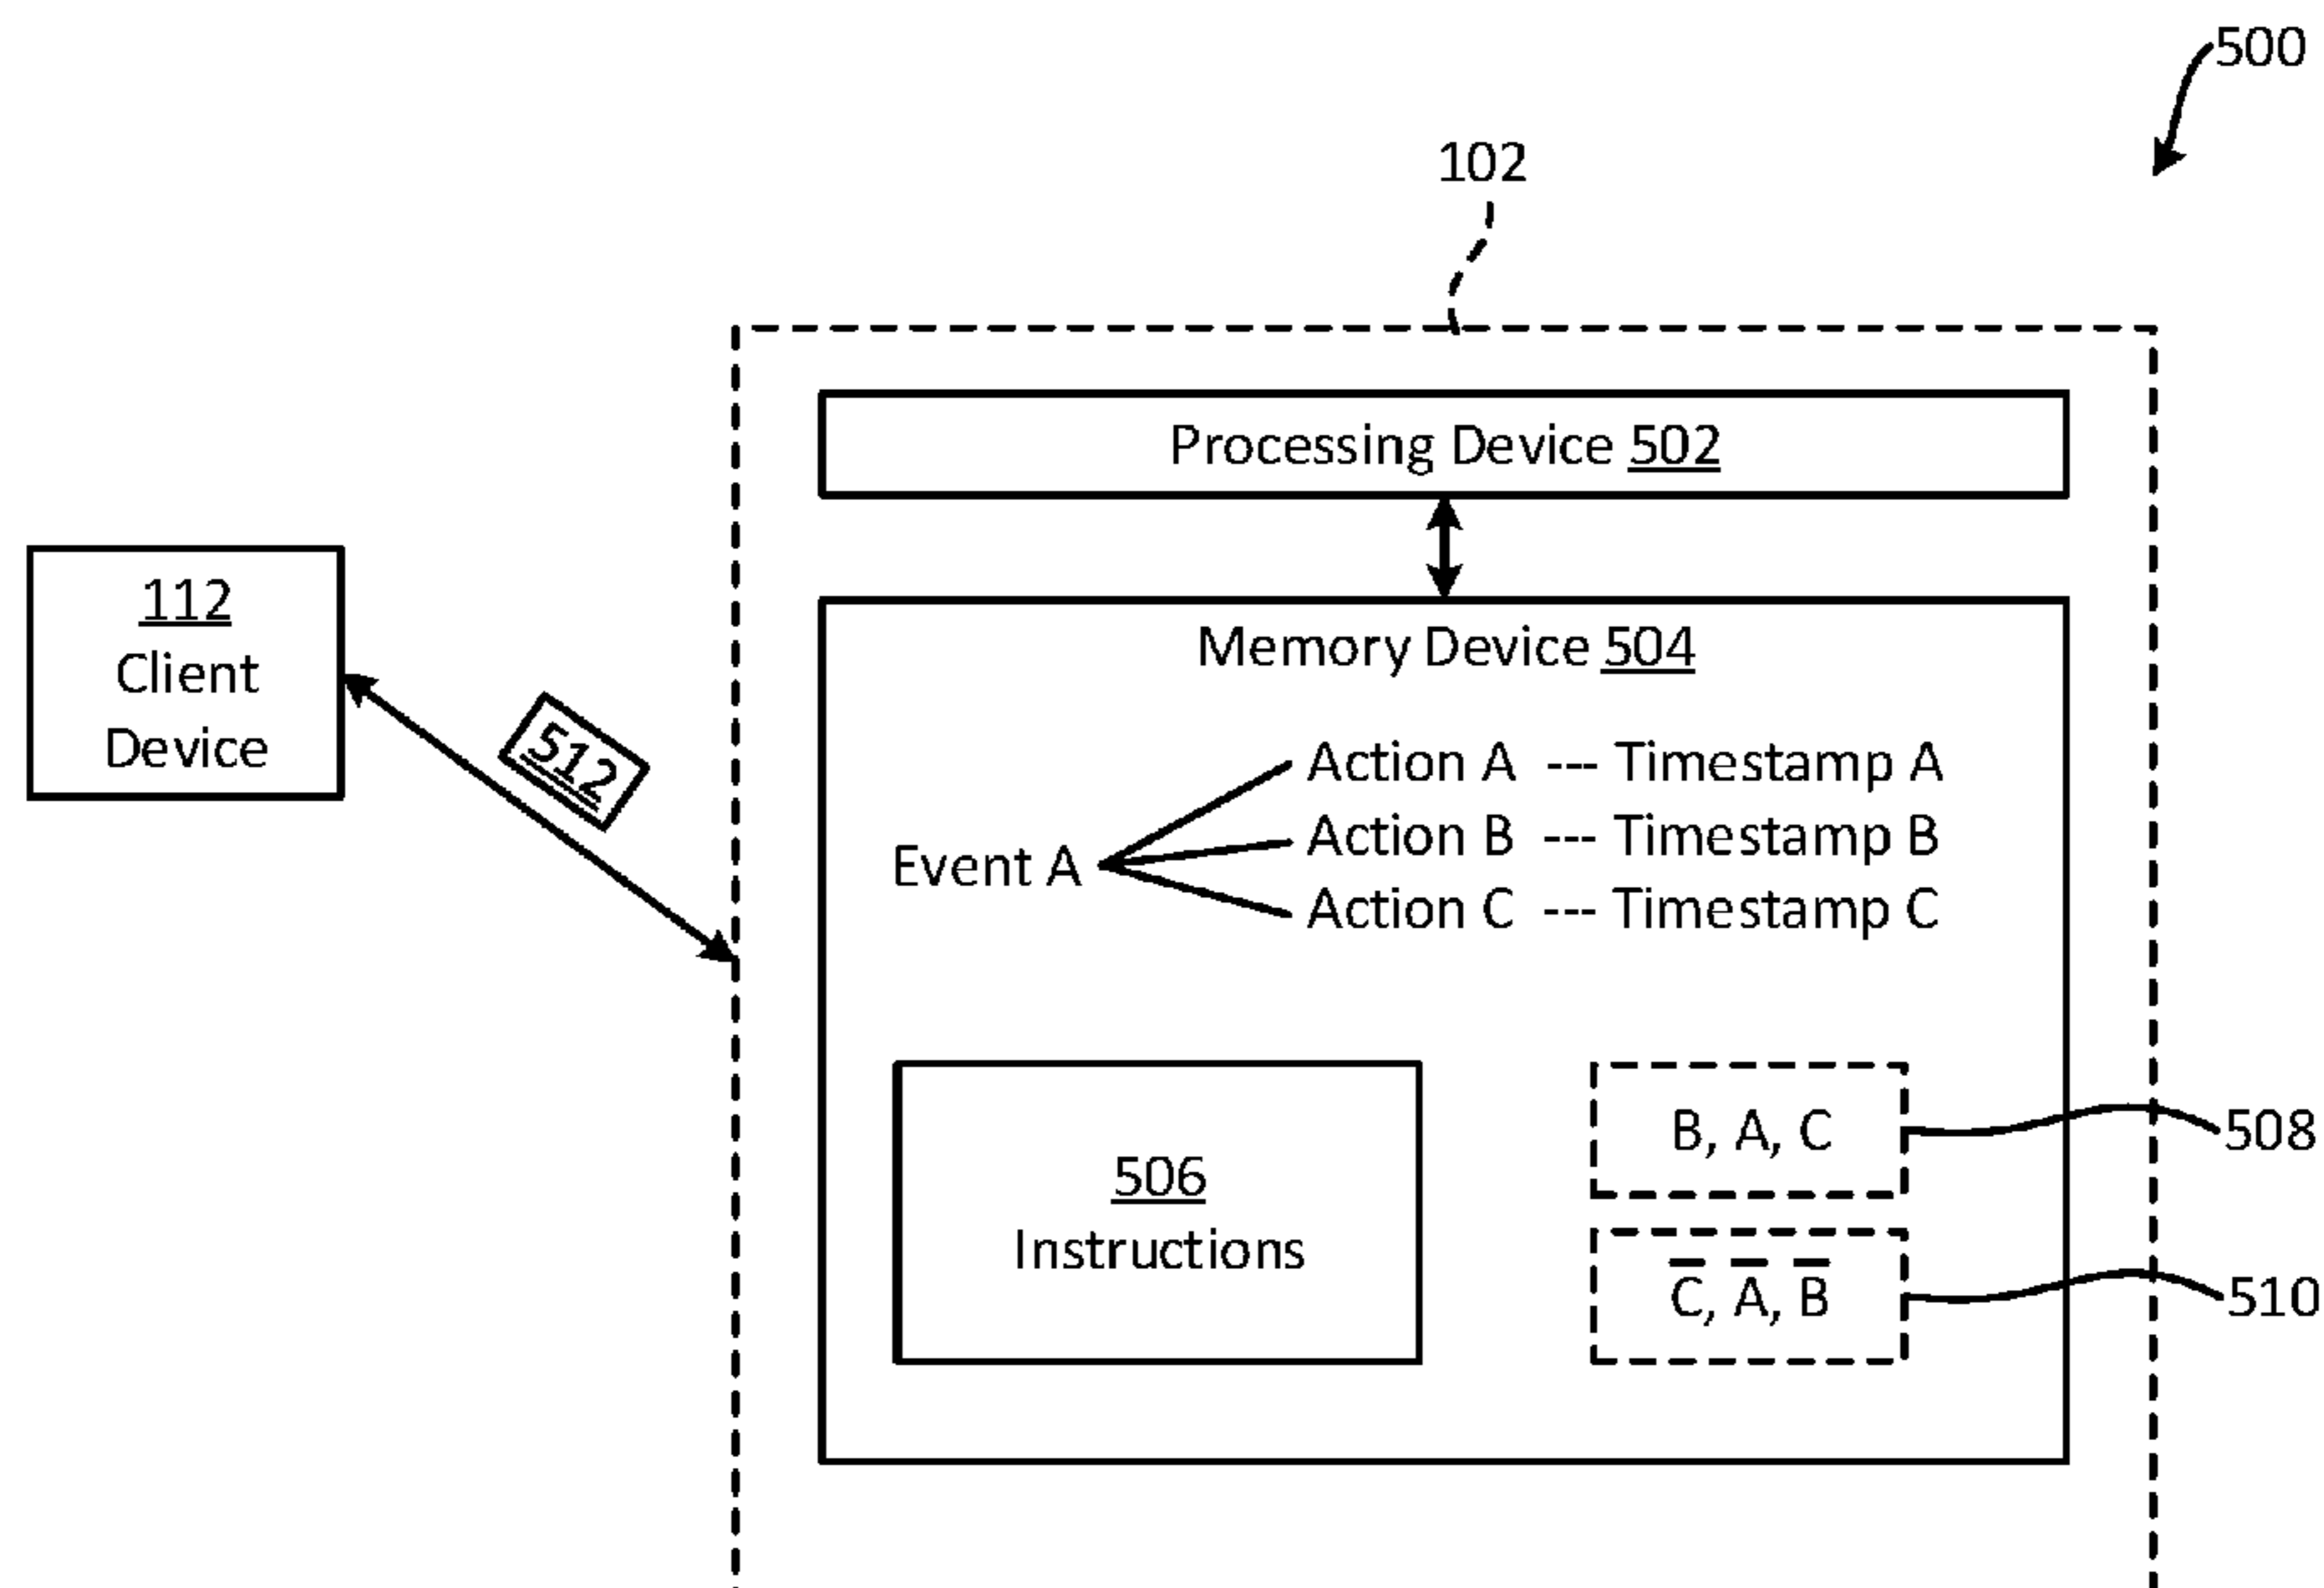 500
102
Processing Device 502
112
Client
Device
512
Memory Device 504
Action A --- Timestamp A
Action B --- Timestamp B
Event A
Action C --- Timestamp C
B, A, C
508
506
Instructions
C̅, A̅, B̅
510